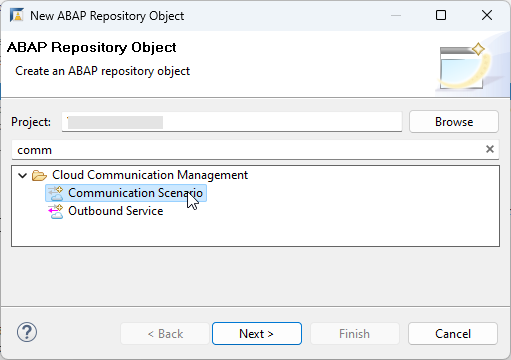 New ABAP Repository Object
ABAP Repository Object
Create an ABAP repository object
Project:
Browse
comm
Cloud Communication Management
Communication Scenario
Outbound Service
< Back
Next >
Finish
Cancel